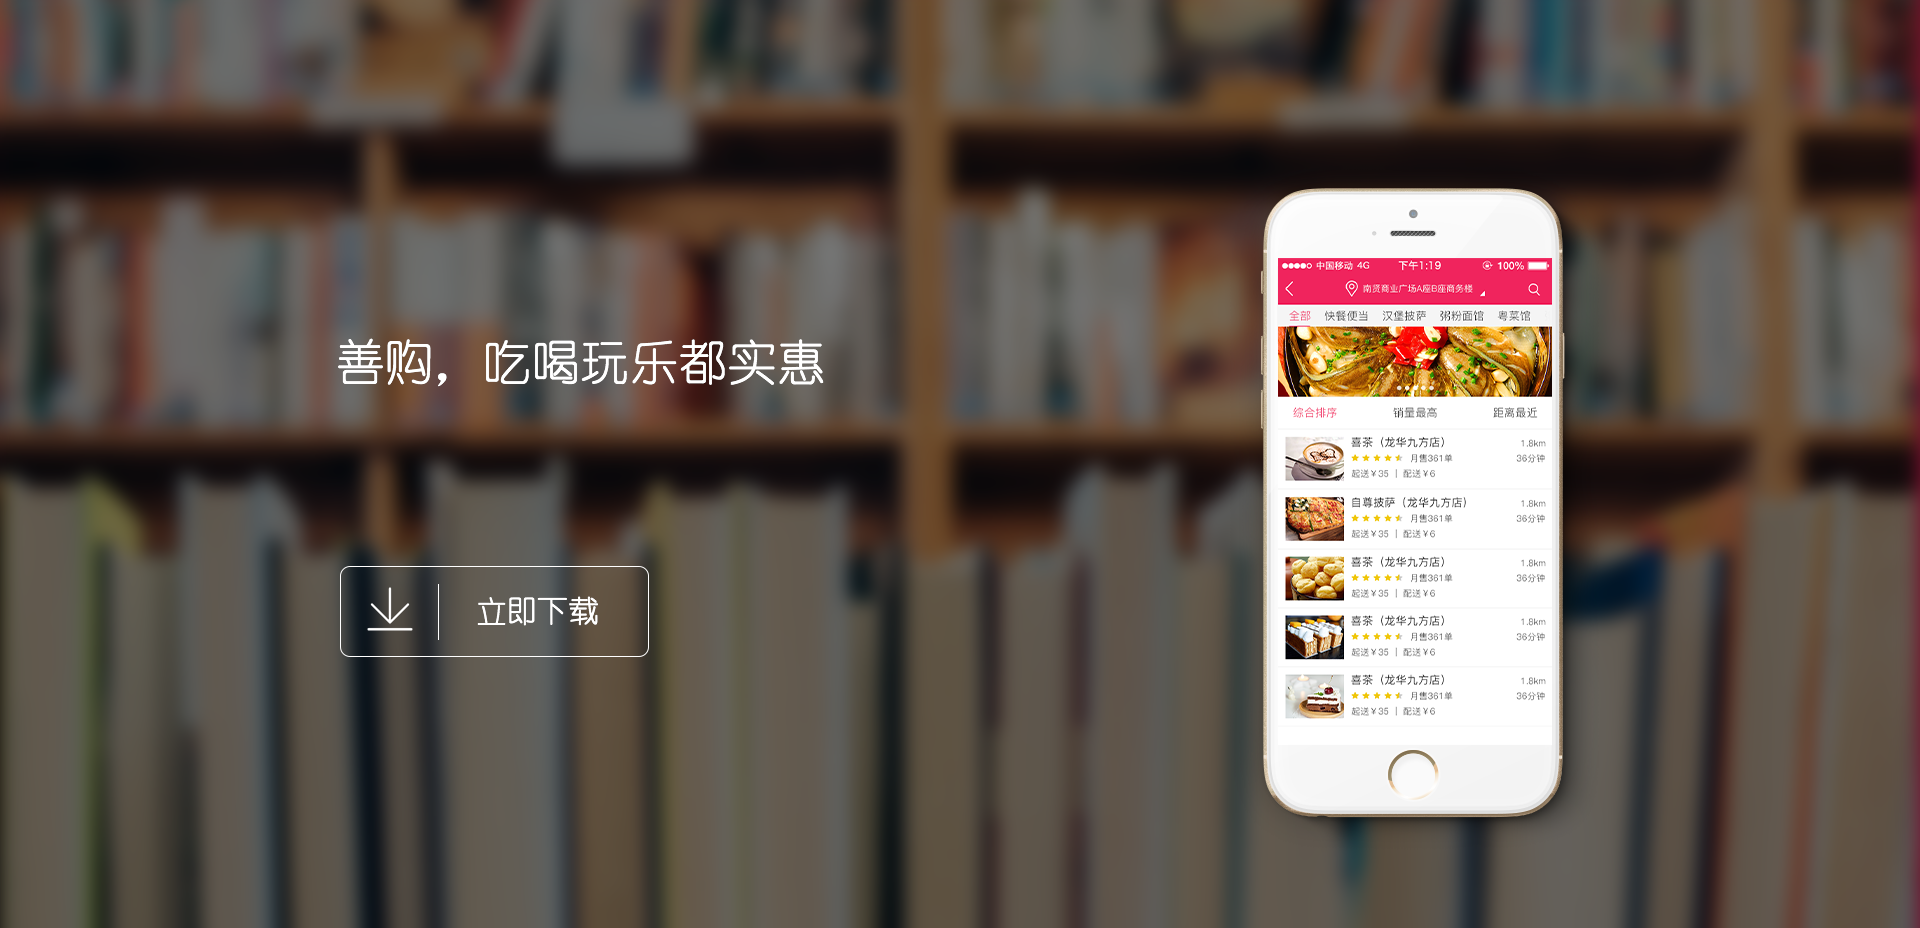 善购，吃喝玩乐都实惠
立即下载
中国移动 4G 下午1:19 100%
南贤商业广场A座B座商务楼
全部 快餐便当 汉堡披萨 粥粉面馆 粤菜馆
综合排序 销量最高 距离最近
喜茶（龙华九方店） 1.8km
月售361单 36分钟
起送￥35 | 配送￥6
自尊披萨（龙华九方店） 1.8km
月售361单 36分钟
起送￥35 | 配送￥6
喜茶（龙华九方店） 1.8km
月售361单 36分钟
起送￥35 | 配送￥6
喜茶（龙华九方店） 1.8km
月售361单 36分钟
起送￥35 | 配送￥6
喜茶（龙华九方店） 1.8km
月售361单 36分钟
起送￥35 | 配送￥6